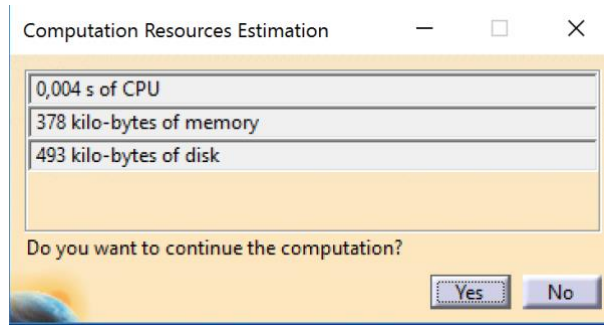 Computation Resources Estimation
0,004 s of CPU
378 kilo-bytes of memory
493 kilo-bytes of disk
Do you want to continue the computation?
Yes No